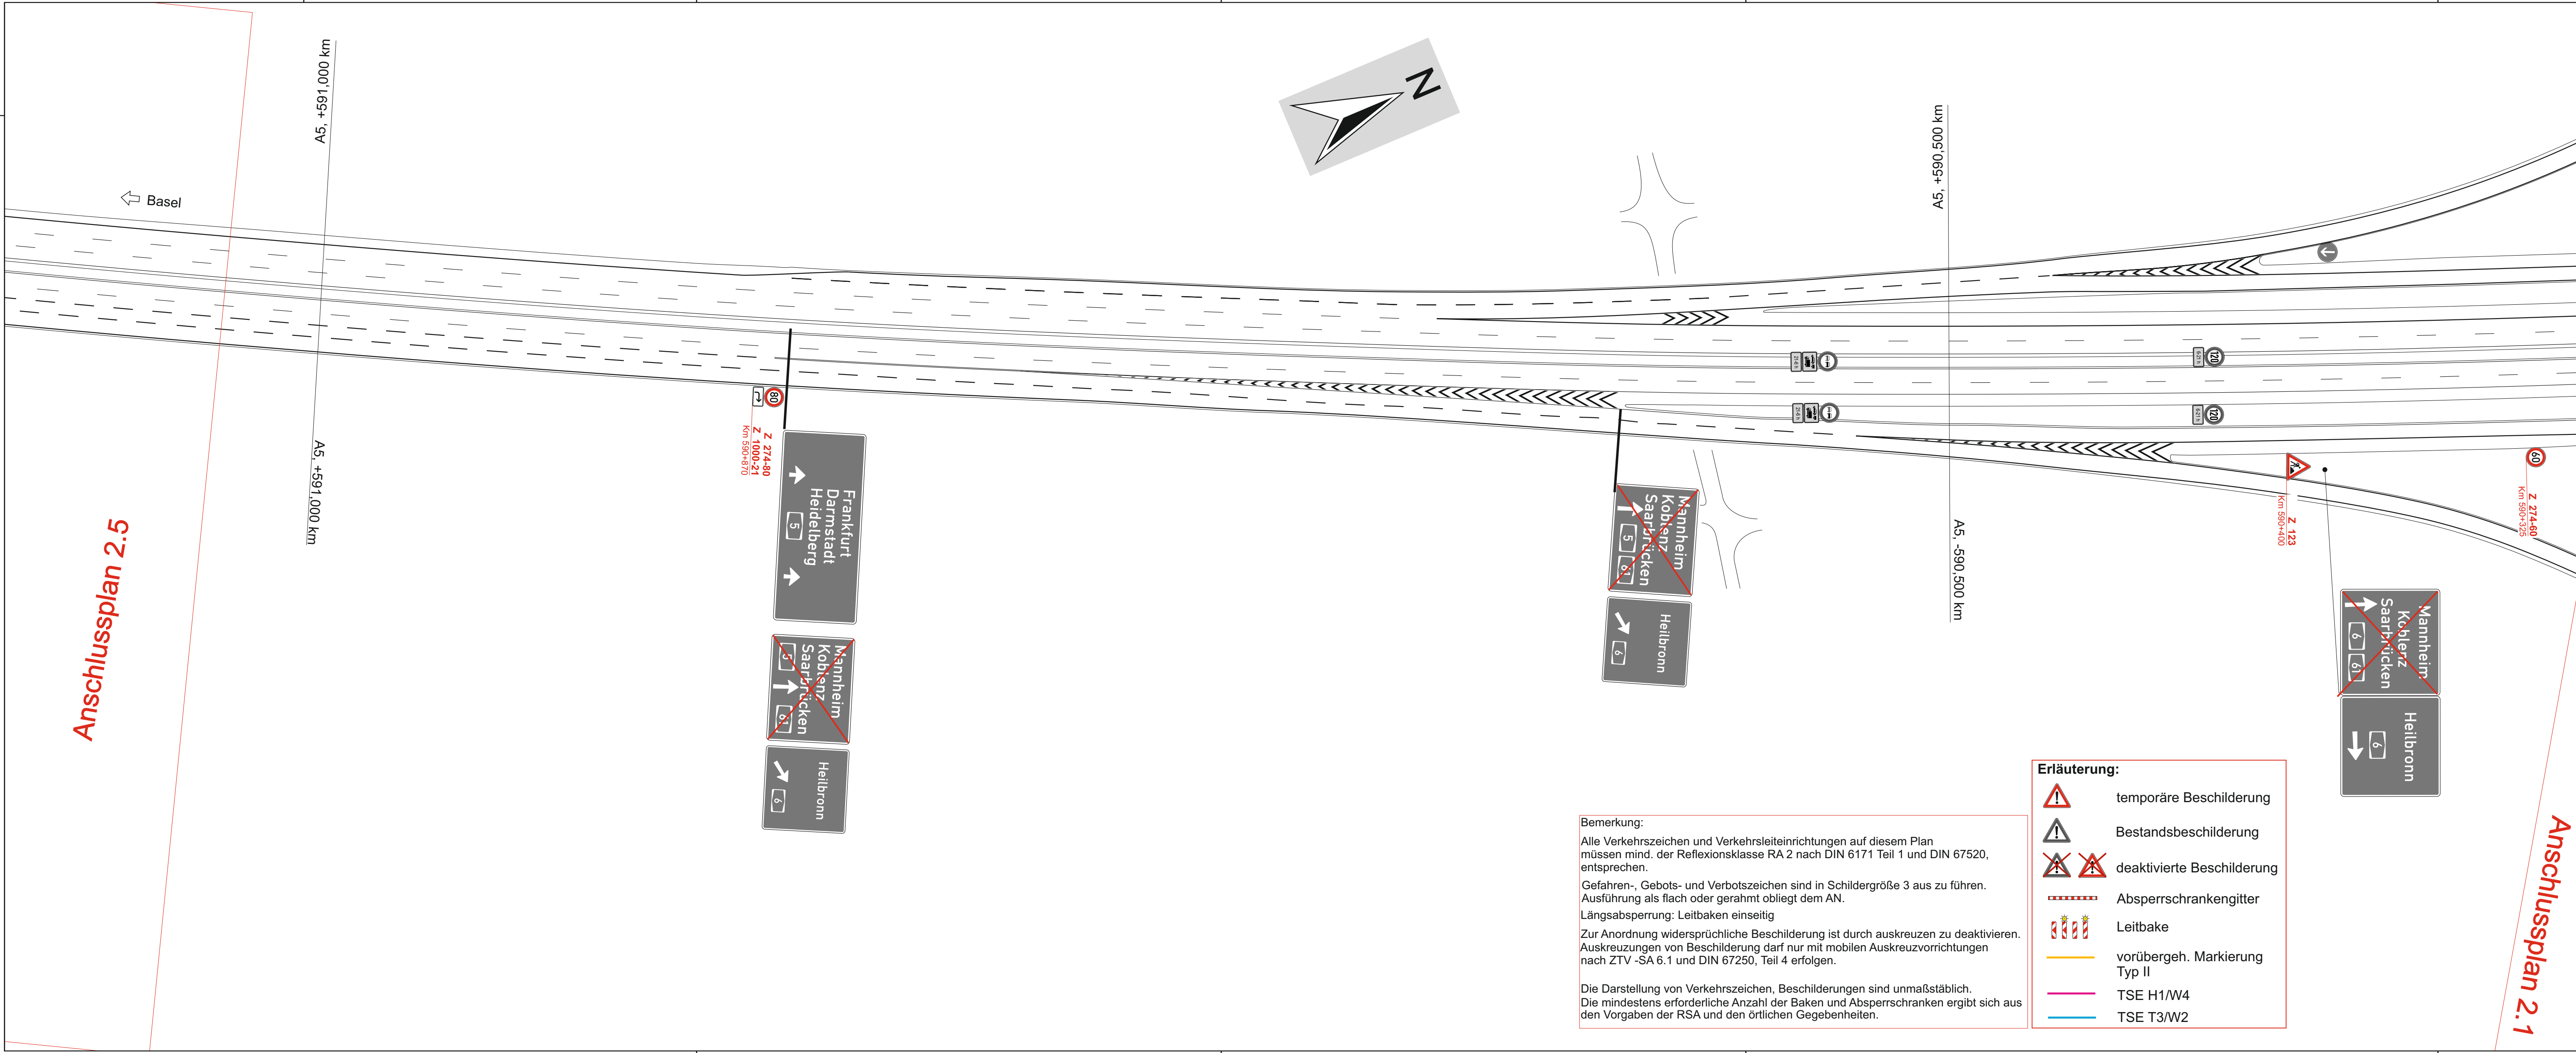 A5, +591,000 km
Basel
N
A5, +590,500 km
A5, +591,000 km
Anschlussplan 2.5
80
Z 274-80
Z 1000-21
Km 590+870
Frankfurt
Darmstadt
Heidelberg
5
Mannheim
Koblenz
Saarbrücken
5
61
Heilbronn
6
Mannheim
Koblenz
Saarbrücken
5
61
Heilbronn
6
120
120
A5, -590,500 km
60
Z 274-60
Km 590+325
Z 123
Km 590+400
Mannheim
Koblenz
Saarbrücken
6
61
Heilbronn
6
Bemerkung:
Alle Verkehrszeichen und Verkehrsleiteinrichtungen auf diesem Plan
müssen mind. der Reflexionsklasse RA 2 nach DIN 6171 Teil 1 und DIN 67520,
entsprechen.
Gefahren-, Gebots- und Verbotszeichen sind in Schildergröße 3 aus zu führen.
Ausführung als flach oder gerahmt obliegt dem AN.
Längsabsperrung: Leitbaken einseitig
Zur Anordnung widersprüchliche Beschilderung ist durch auskreuzen zu deaktivieren.
Auskreuzungen von Beschilderung darf nur mit mobilen Auskreuzvorrichtungen
nach ZTV -SA 6.1 und DIN 67250, Teil 4 erfolgen.
Die Darstellung von Verkehrszeichen, Beschilderungen sind unmaßstäblich.
Die mindestens erforderliche Anzahl der Baken und Absperrschranken ergibt sich aus
den Vorgaben der RSA und den örtlichen Gegebenheiten.
Erläuterung:
temporäre Beschilderung
Bestandsbeschilderung
deaktivierte Beschilderung
Absperrschrankengitter
Leitbake
vorübergeh. Markierung
Typ II
TSE H1/W4
TSE T3/W2
Anschlussplan 2.1